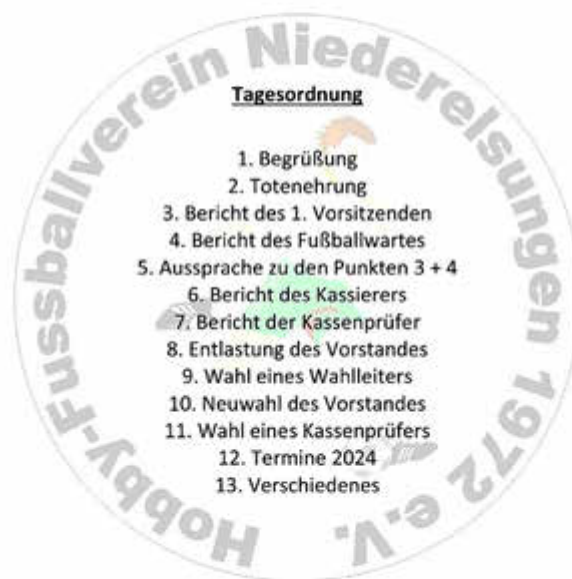 Hobby-Fussballverein Niederelsungen 1972 e.V.
Tagesordnung
1. Begrüßung
2. Totenehrung
3. Bericht des 1. Vorsitzenden
4. Bericht des Fußballwartes
5. Aussprache zu den Punkten 3 + 4
6. Bericht des Kassierers
7. Bericht der Kassenprüfer
8. Entlastung des Vorstandes
9. Wahl eines Wahlleiters
10. Neuwahl des Vorstandes
11. Wahl eines Kassenprüfers
12. Termine 2024
13. Verschiedenes